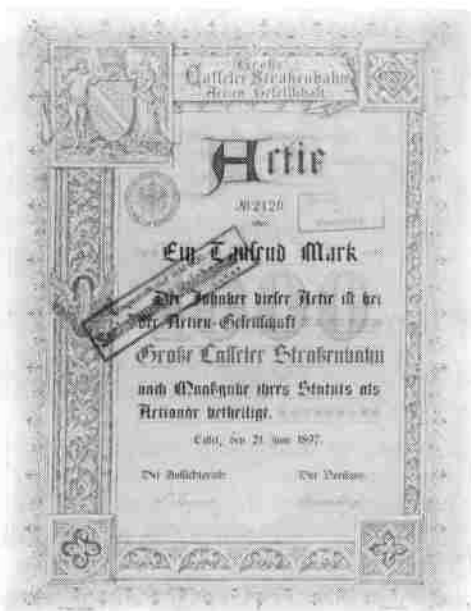 Große
Casseler Straßenbahn
Actien Gesellschaft
Actie
№ 2126
über
Ein Tausend Mark
Der Inhaber dieser Actie ist bei
der Actien-Gesellschaft
Große Casseler Straßenbahn
nach Maaßgabe ihres Statuts als
Actionär betheiligt.
Cassel, den 21. Juni 1897.
Der Aufsichtsrath Der Vorstand